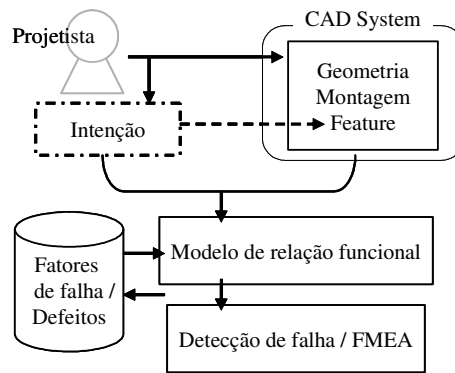 CAD System
Projetista
Geometria
Montagem
Feature
Intenção
Modelo de relação funcional
Fatores
de falha /
Defeitos
Detecção de falha / FMEA